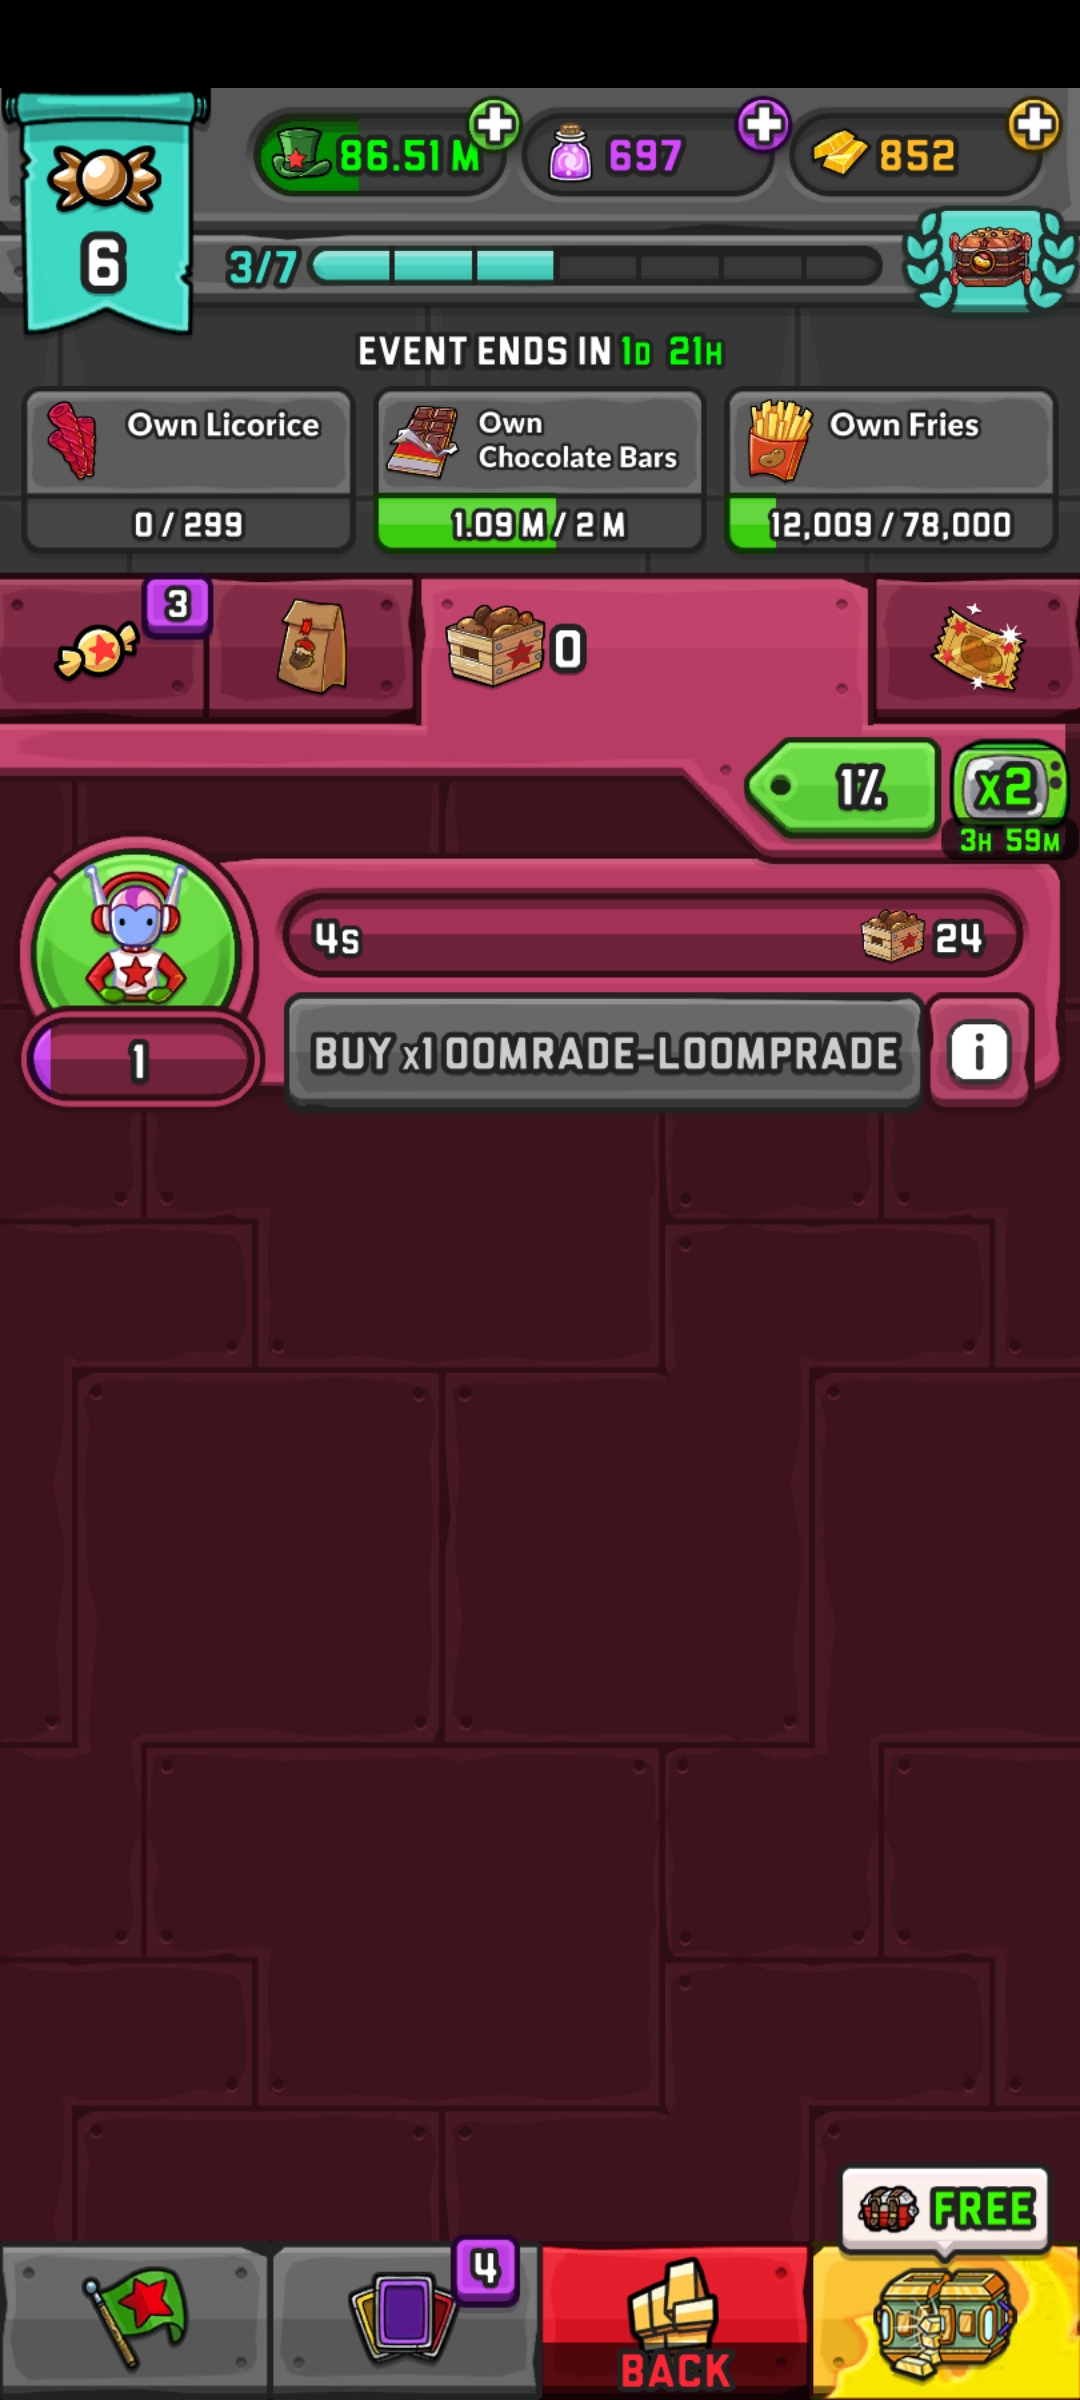 86.51 M
697
852
6
3/7
EVENT ENDS IN 1D 21H
Own Licorice
0 / 299
Own
Chocolate Bars
1.09 M / 2 M
Own Fries
12,009 / 78,000
3
0
1%
x2
3H 59M
4s
24
1
BUY x1 OOMRADE-LOOMPRADE
i
FREE
4
BACK